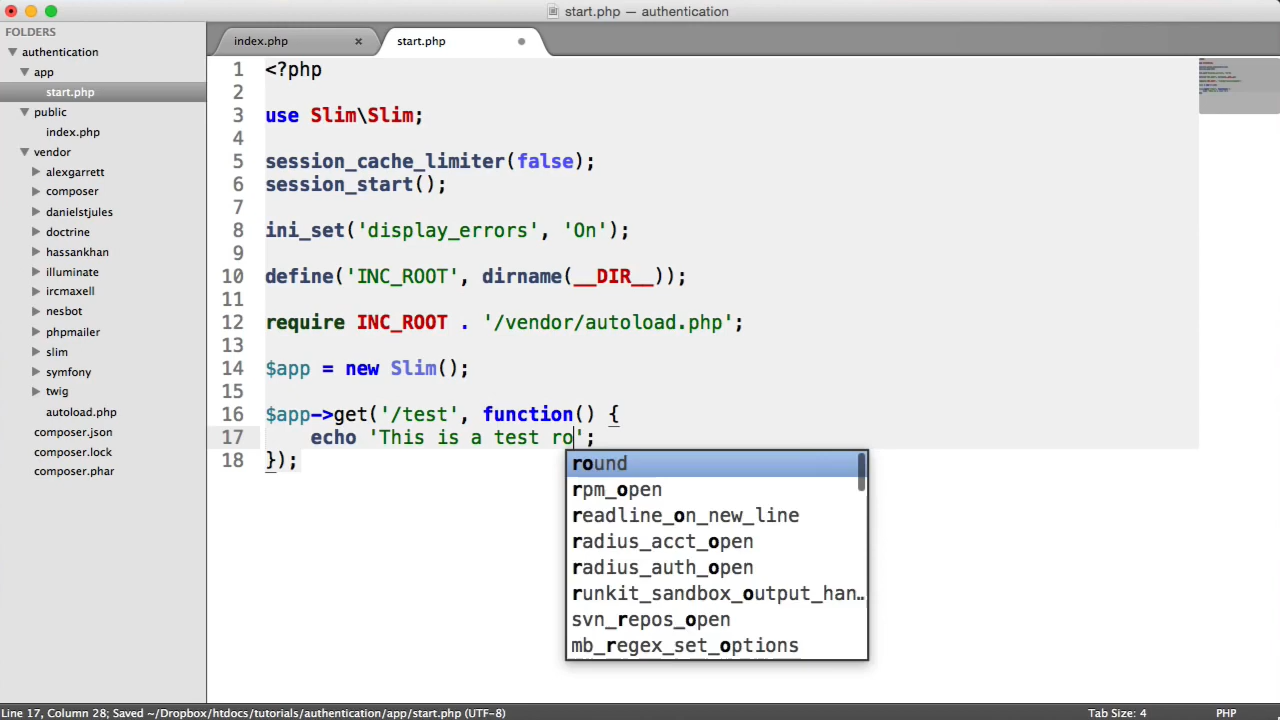 start.php — authentication
FOLDERS
authentication
app
start.php
public
index.php
vendor
alexgarrett
composer
danielstjules
doctrine
hassankhan
illuminate
ircmaxell
nesbot
phpmailer
slim
symfony
twig
autoload.php
composer.json
composer.lock
composer.phar
index.php ×
start.php
1 <?php
2
3 use Slim\Slim;
4
5 session_cache_limiter(false);
6 session_start();
7
8 ini_set('display_errors', 'On');
9
10 define('INC_ROOT', dirname(__DIR__));
11
12 require INC_ROOT . '/vendor/autoload.php';
13
14 $app = new Slim();
15
16 $app->get('/test', function() {
17 echo 'This is a test ro';
18 });
round
rpm_open
readline_on_new_line
radius_acct_open
radius_auth_open
runkit_sandbox_output_han…
svn_repos_open
mb_regex_set_options
Line 17, Column 28; Saved ~/Dropbox/htdocs/tutorials/authentication/app/start.php (UTF-8)
Tab Size: 4
PHP